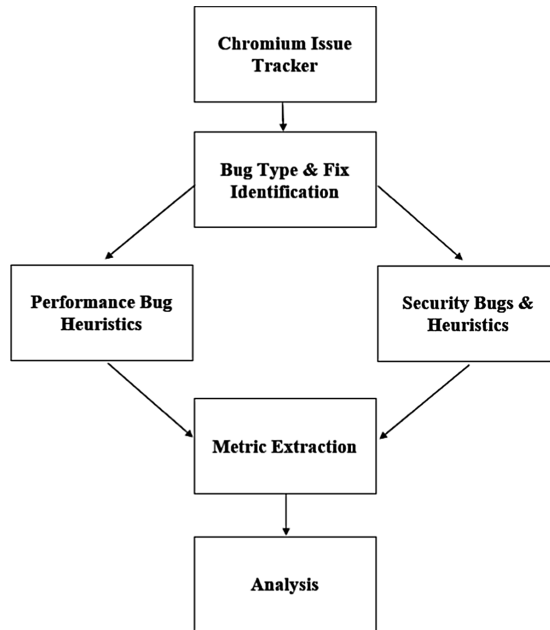 Chromium Issue
Tracker
Bug Type & Fix
Identification
Performance Bug
Heuristics
Security Bugs &
Heuristics
Metric Extraction
Analysis